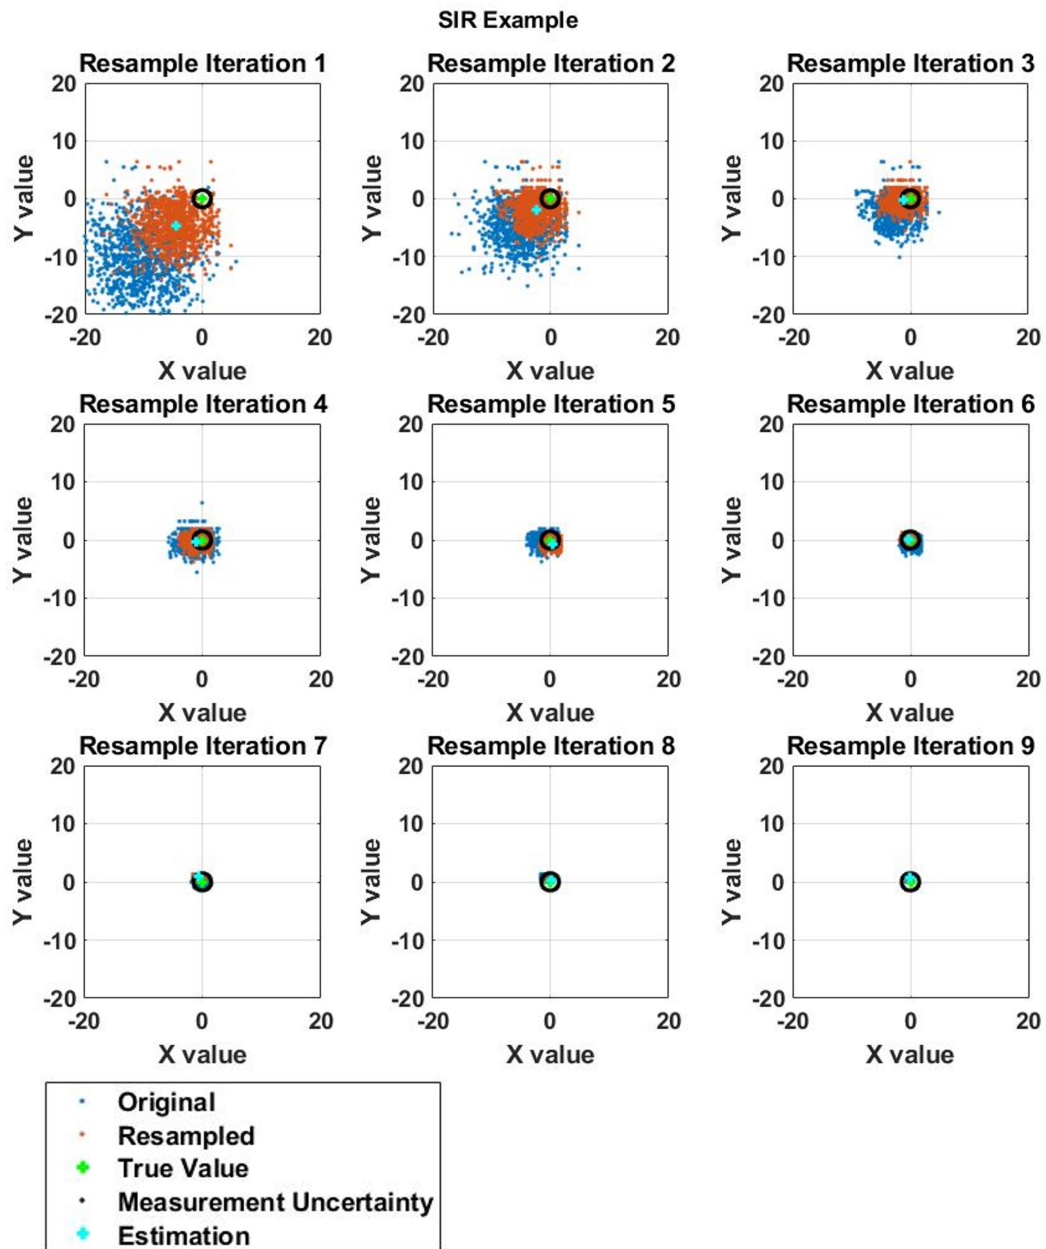 SIR Example
Resample Iteration 1
20
10
0
-10
-20
-20
0
20
Y value
X value
Resample Iteration 2
20
10
0
-10
-20
-20
0
20
Y value
X value
Resample Iteration 3
20
10
0
-10
-20
-20
0
20
Y value
X value
Resample Iteration 4
20
10
0
-10
-20
-20
0
20
Y value
X value
Resample Iteration 5
20
10
0
-10
-20
-20
0
20
Y value
X value
Resample Iteration 6
20
10
0
-10
-20
-20
0
20
Y value
X value
Resample Iteration 7
20
10
0
-10
-20
-20
0
20
Y value
X value
Resample Iteration 8
20
10
0
-10
-20
-20
0
20
Y value
X value
Resample Iteration 9
20
10
0
-10
-20
-20
0
20
Y value
X value
Original
Resampled
True Value
Measurement Uncertainty
Estimation